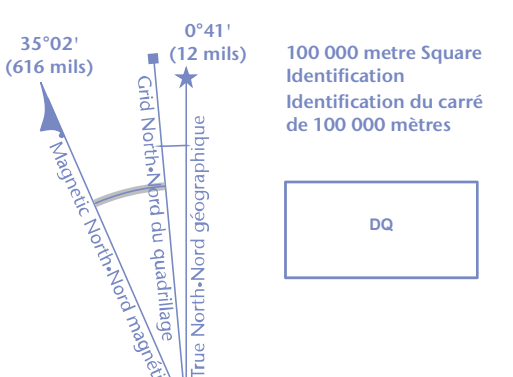 35°02'
(616 mils)
0°41'
(12 mils)
Magnetic North•Nord magnéti
Grid North•Nord du quadrillage
True North•Nord géographique
100 000 metre Square
Identification
Identification du carré
de 100 000 mètres
DQ